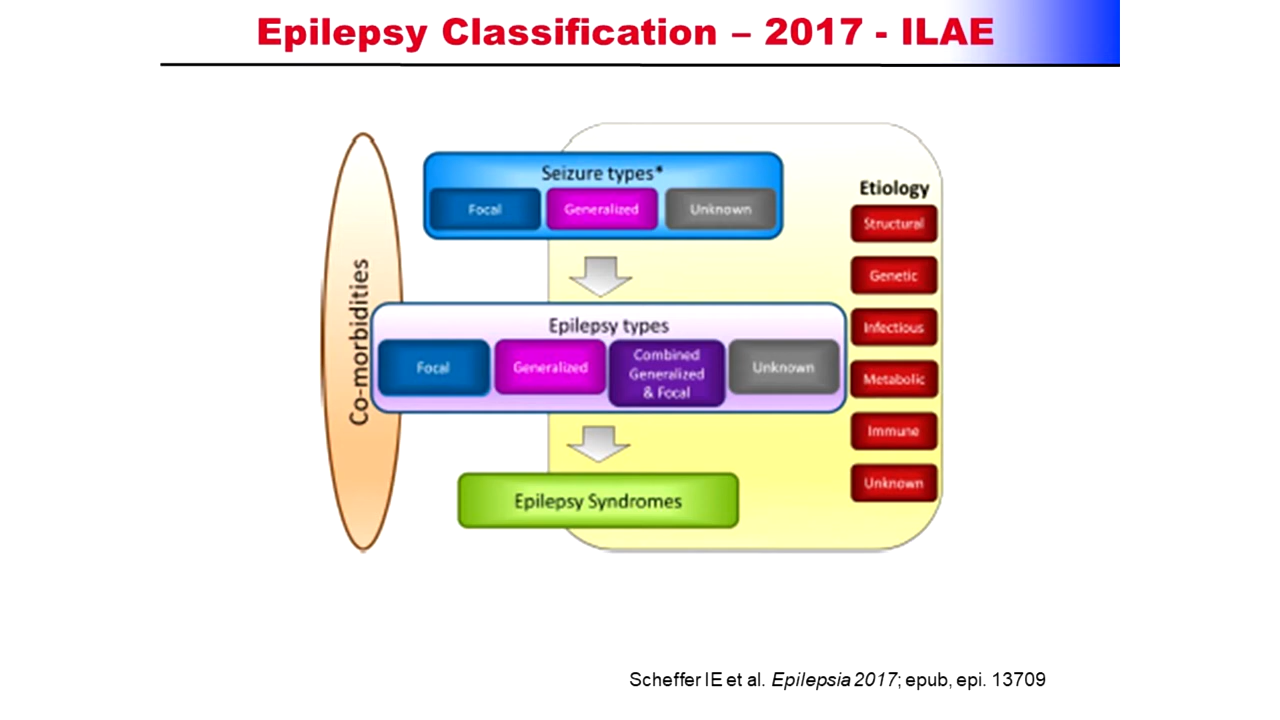 Epilepsy Classification – 2017 - ILAE
Co-morbidities
Seizure types*
Focal
Generalized
Unknown
Epilepsy types
Focal
Generalized
Combined
Generalized
& Focal
Unknown
Epilepsy Syndromes
Etiology
Structural
Genetic
Infectious
Metabolic
Immune
Unknown
Scheffer IE et al. Epilepsia 2017; epub, epi. 13709